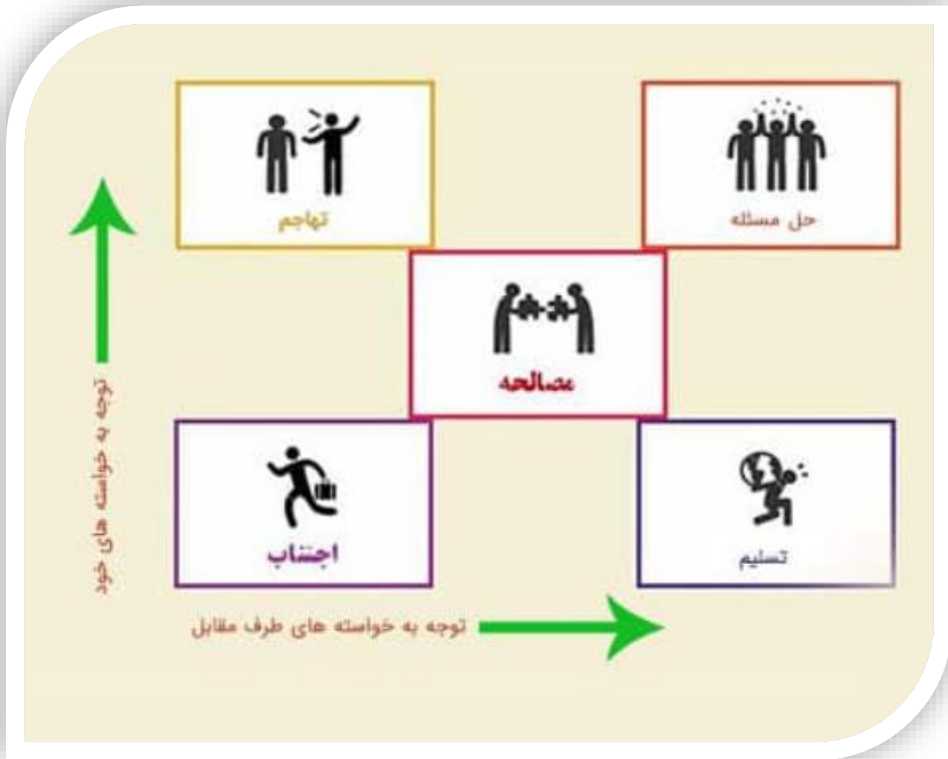 حل مسئله
تهاجم
مصالحه
تسلیم
اجتناب
توجه به خواسته های خود
توجه به خواسته های طرف مقابل